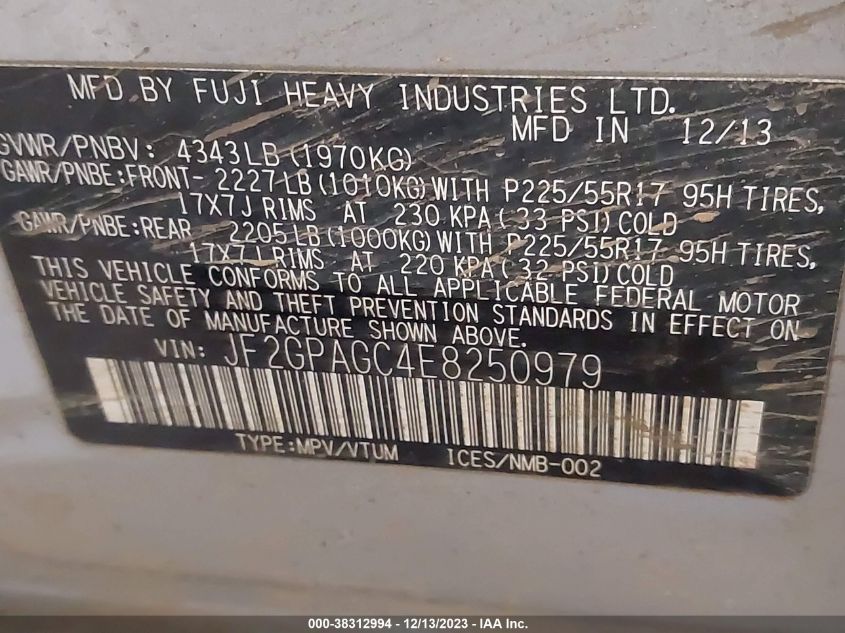 MFD BY FUJI HEAVY INDUSTRIES LTD.
MFD IN 12/13
GVWR/PNBV: 4343LB(1970KG)
GAWR/PNBE:FRONT- 2227LB(1010KG)WITH P225/55R17 95H TIRES,
17X7J RIMS AT 230 KPA( 33 PSI)COLD
GAWR/PNBE:REAR 2205LB(1000KG)WITH P225/55R17 95H TIRES,
17X7J RIMS AT 220 KPA( 32 PSI)COLD
THIS VEHICLE CONFORMS TO ALL APPLICABLE FEDERAL MOTOR
VEHICLE SAFETY AND THEFT PREVENTION STANDARDS IN EFFECT ON
THE DATE OF MANUFACTURE SHOWN ABOVE.
VIN: JF2GPAGC4E8250979
TYPE:MPV/VTUM ICES/NMB-002
000-38312994 - 12/13/2023 - IAA Inc.